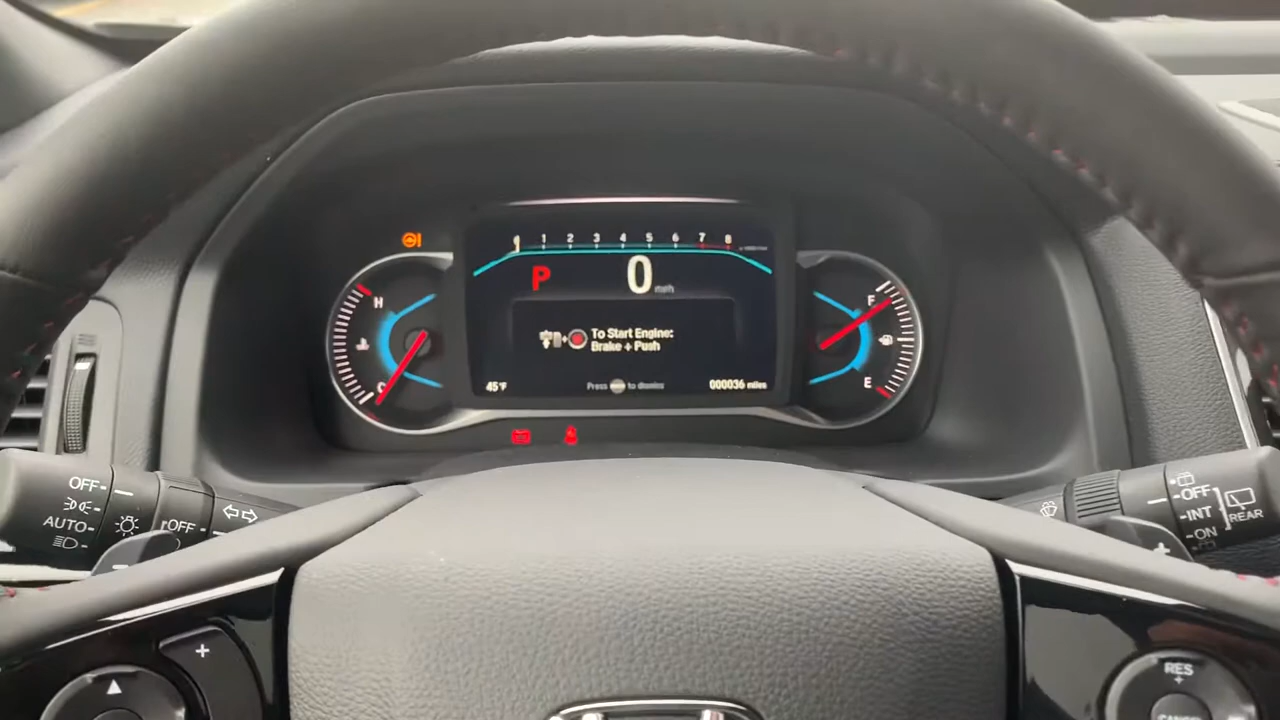 1 2 3 4 5 6 7 8
P 0 mph
H
C
F
E
To Start Engine:
Brake + Push
45°F
Press
to dismiss
000036 miles
OFF
AUTO
OFF
OFF
INT
ON
REAR
+
-
+
RES
+